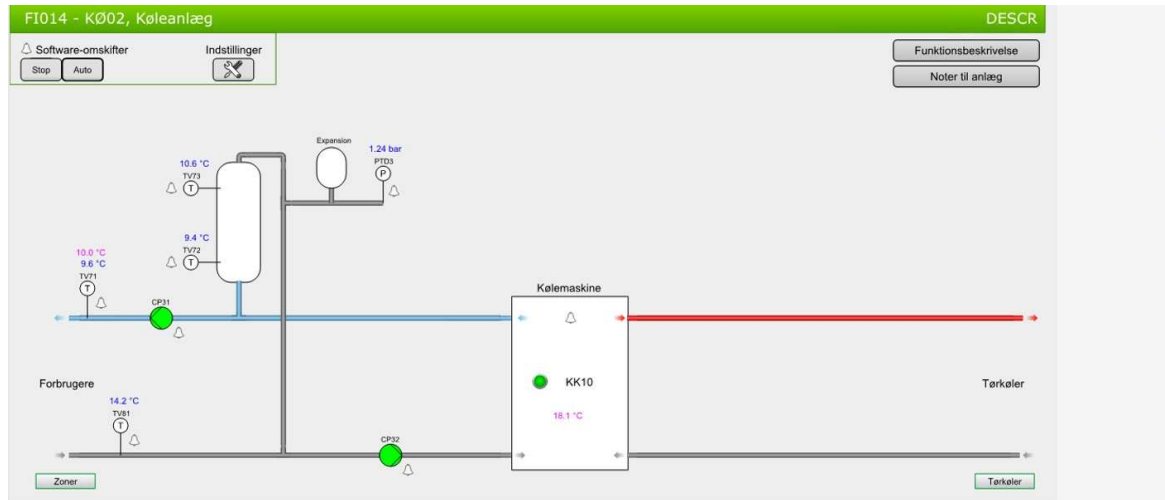 FI014 - KØ02, Køleanlæg
DESCR
Software-omskifter
Indstillinger
Stop
Auto
Funktionsbeskrivelse
Noter til anlæg
Expansion
1.24 bar
PTD3
P
10.6 °C
TV73
T
9.4 °C
TV72
T
10.0 °C
9.6 °C
TV71
T
CP31
Kølemaskine
KK10
18.1 °C
Forbrugere
Tørkøler
14.2 °C
TV81
T
CP32
Zoner
Tørkøler